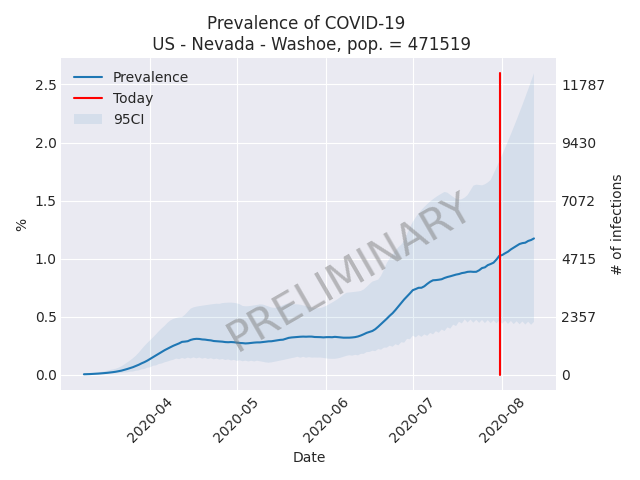 Prevalence of COVID-19
US - Nevada - Washoe, pop. = 471519
Prevalence
Today
95CI
PRELIMINARY
2.5
2.0
1.5
1.0
0.5
0.0
%
11787
9430
7072
4715
2357
0
# of infections
2020-04
2020-05
2020-06
2020-07
2020-08
Date